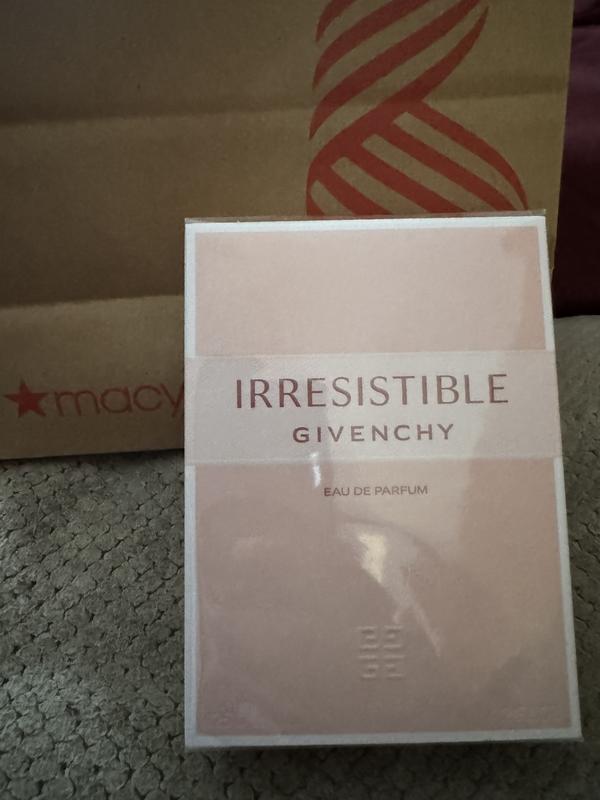 macy
IRRESISTIBLE
GIVENCHY
EAU DE PARFUM